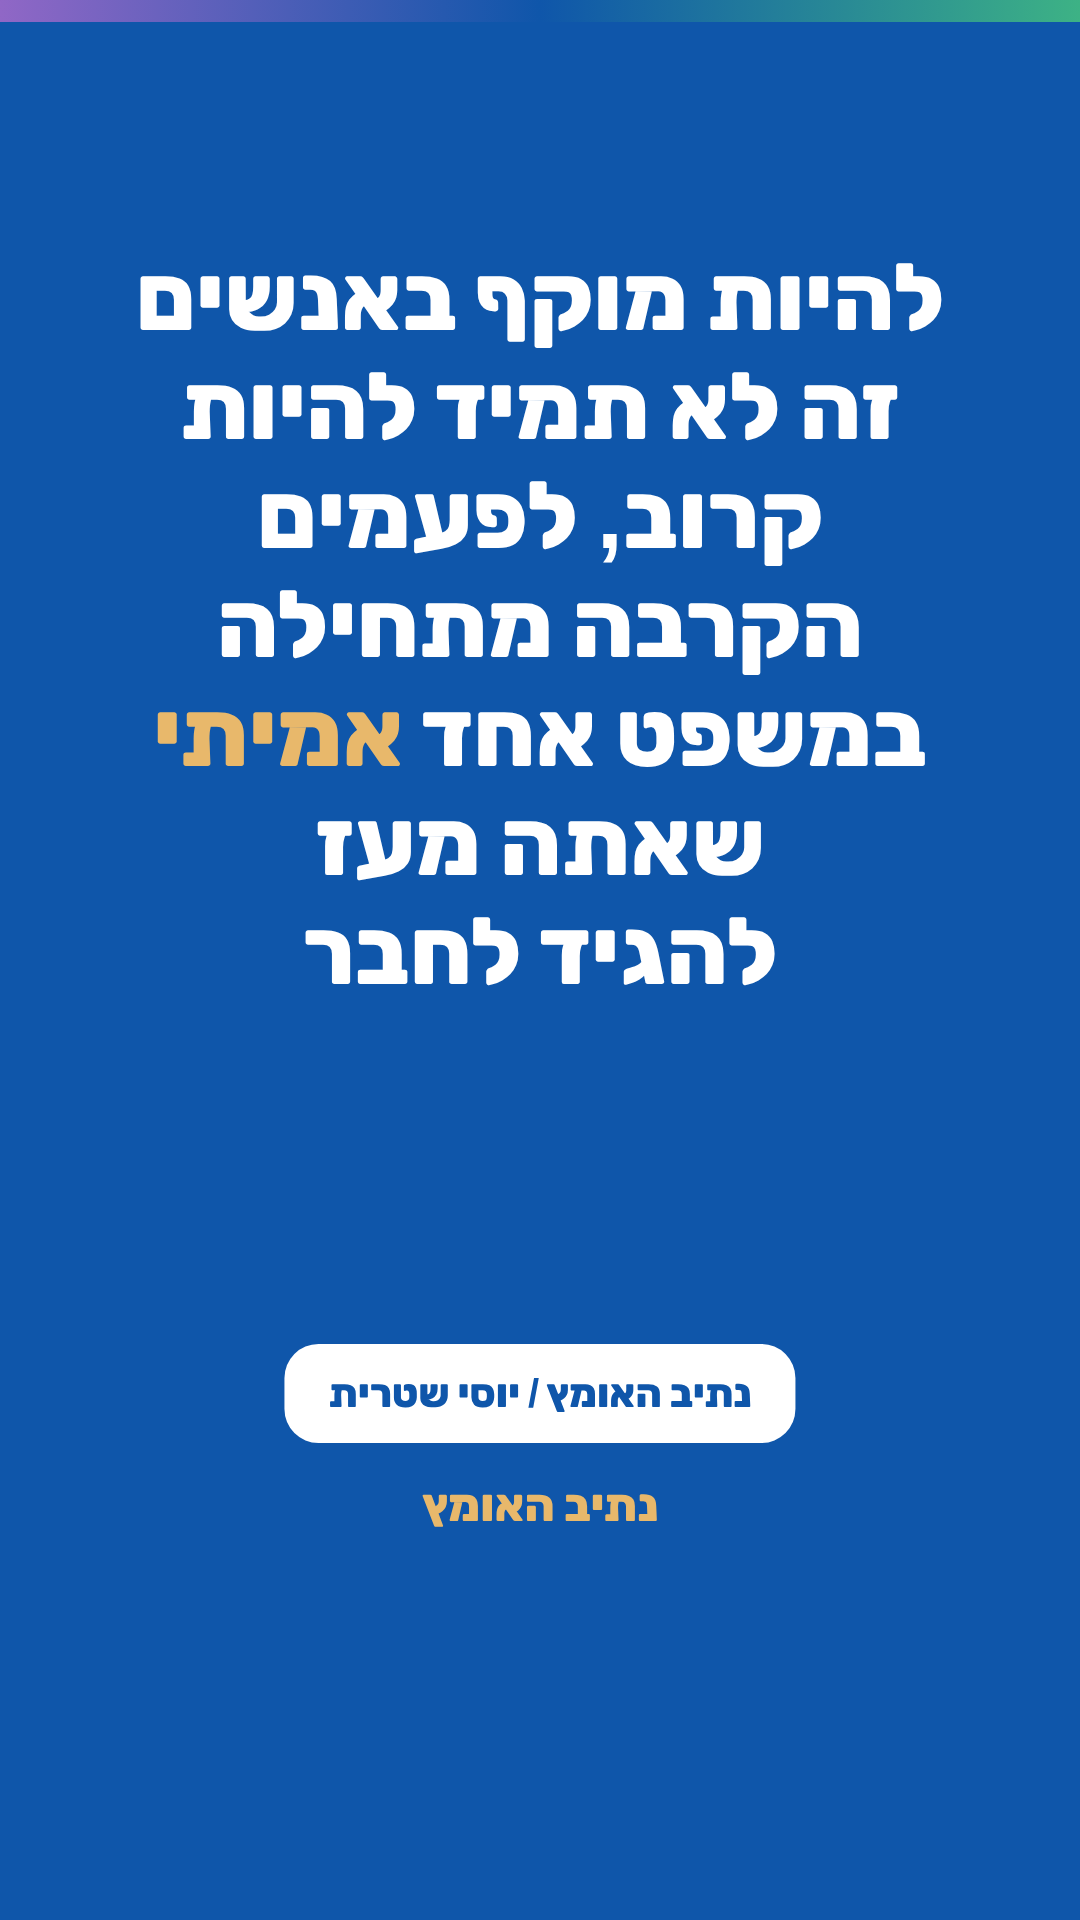 להיות מוקף באנשים
זה לא תמיד להיות
קרוב, לפעמים
הקרבה מתחילה
במשפט אחד אמיתי
שאתה מעז
להגיד לחבר
נתיב האומץ / יוסי שטרית
נתיב האומץ